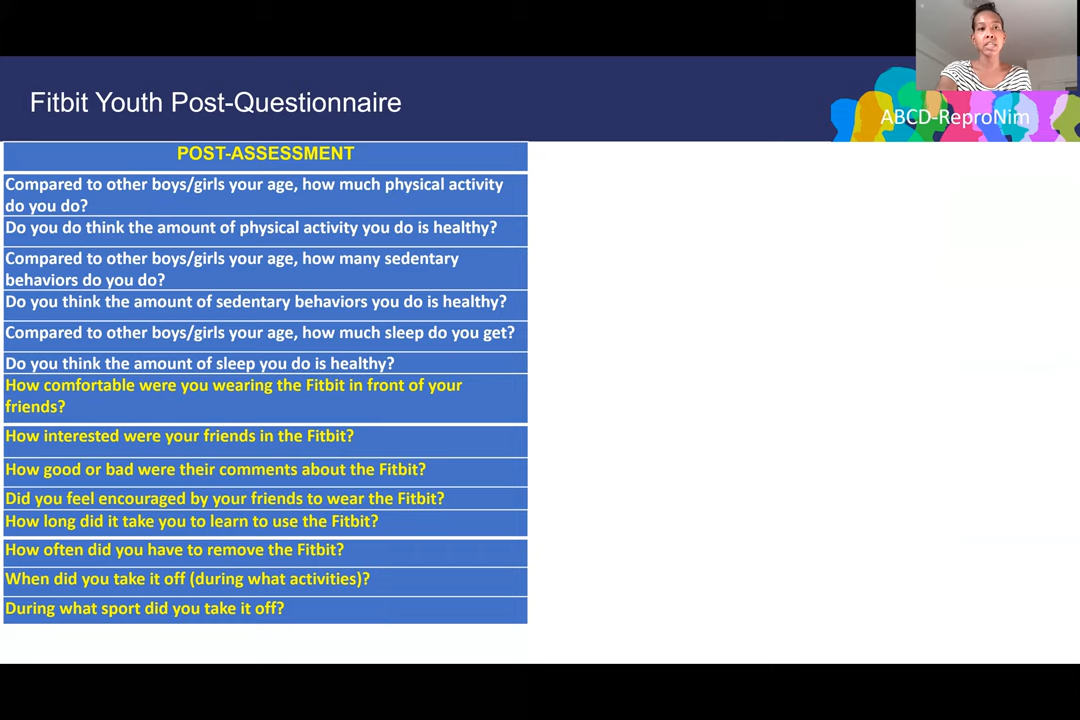 Fitbit Youth Post-Questionnaire
ABCD-ReproNim
POST-ASSESSMENT
Compared to other boys/girls your age, how much physical activity
do you do?
Do you do think the amount of physical activity you do is healthy?
Compared to other boys/girls your age, how many sedentary
behaviors do you do?
Do you think the amount of sedentary behaviors you do is healthy?
Compared to other boys/girls your age, how much sleep do you get?
Do you think the amount of sleep you do is healthy?
How comfortable were you wearing the Fitbit in front of your
friends?
How interested were your friends in the Fitbit?
How good or bad were their comments about the Fitbit?
Did you feel encouraged by your friends to wear the Fitbit?
How long did it take you to learn to use the Fitbit?
How often did you have to remove the Fitbit?
When did you take it off (during what activities)?
During what sport did you take it off?